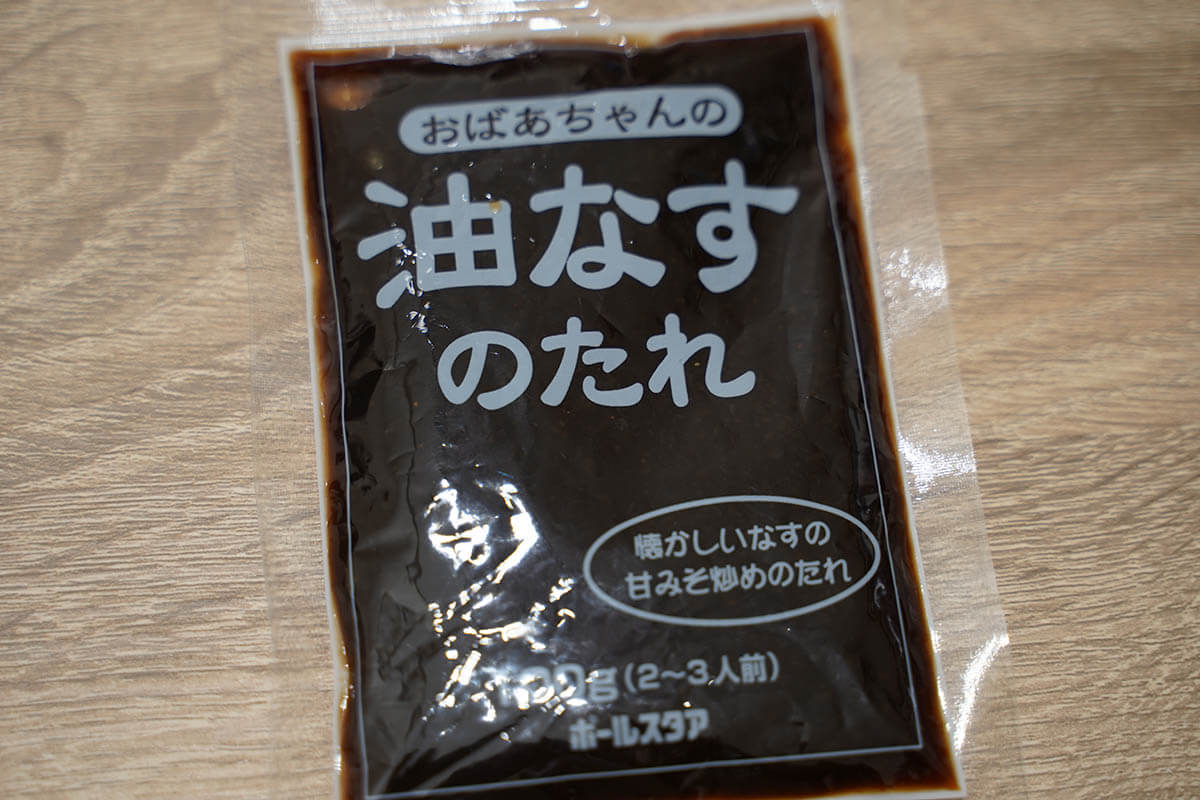 おばあちゃんの
油なす
のたれ
懐かしいなすの
甘みそ炒めのたれ
(2〜3人前)
ポールスタア